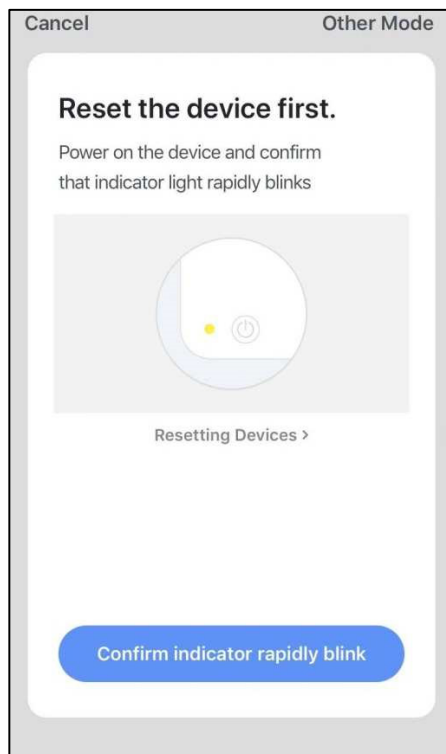 Cancel
Other Mode
Reset the device first.
Power on the device and confirm
that indicator light rapidly blinks
Resetting Devices >
Confirm indicator rapidly blink